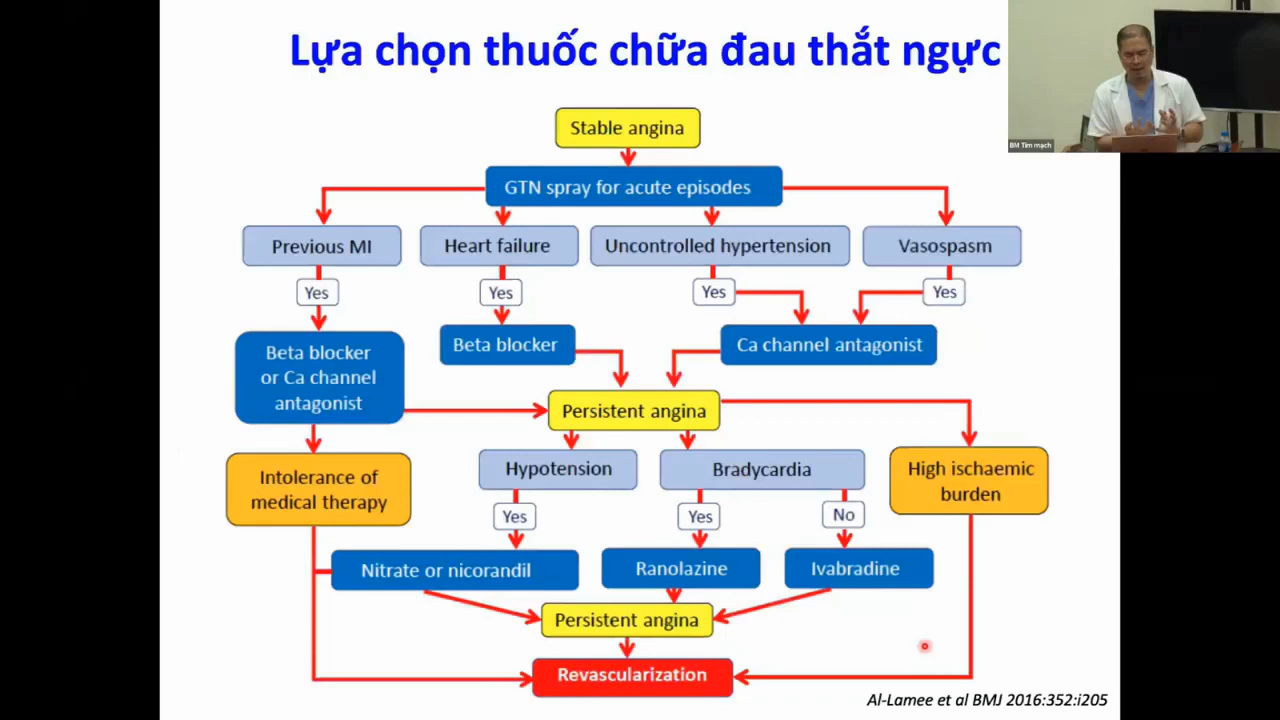 Lựa chọn thuốc chữa đau thắt ngực
BM Tim mạch
Stable angina
GTN spray for acute episodes
Previous MI
Heart failure
Uncontrolled hypertension
Vasospasm
Yes
Yes
Yes
Yes
Beta blocker
or Ca channel
antagonist
Beta blocker
Ca channel antagonist
Persistent angina
Intolerance of
medical therapy
Hypotension
Bradycardia
High ischaemic
burden
Yes
Yes
No
Nitrate or nicorandil
Ranolazine
Ivabradine
Persistent angina
Revascularization
Al-Lamee et al BMJ 2016:352:i205